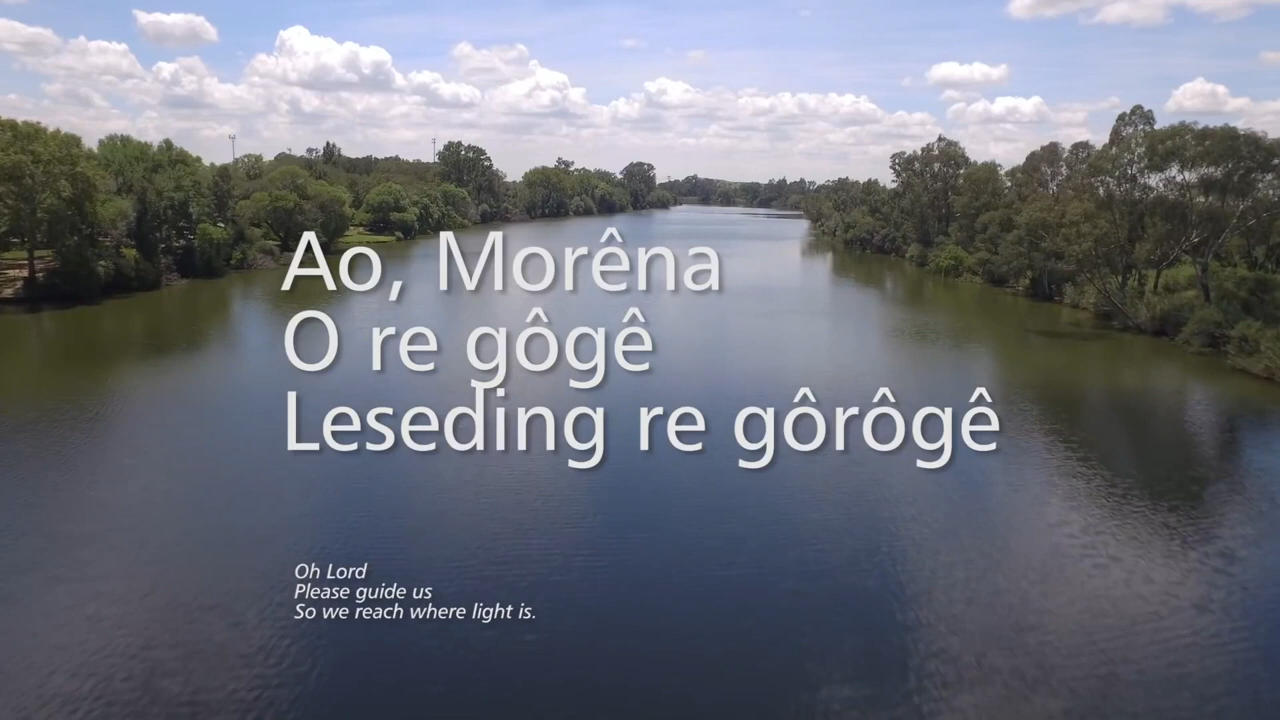 Ao, Morêna
O re gôgê
Leseding re gôrôgê
Oh Lord
Please guide us
So we reach where light is.